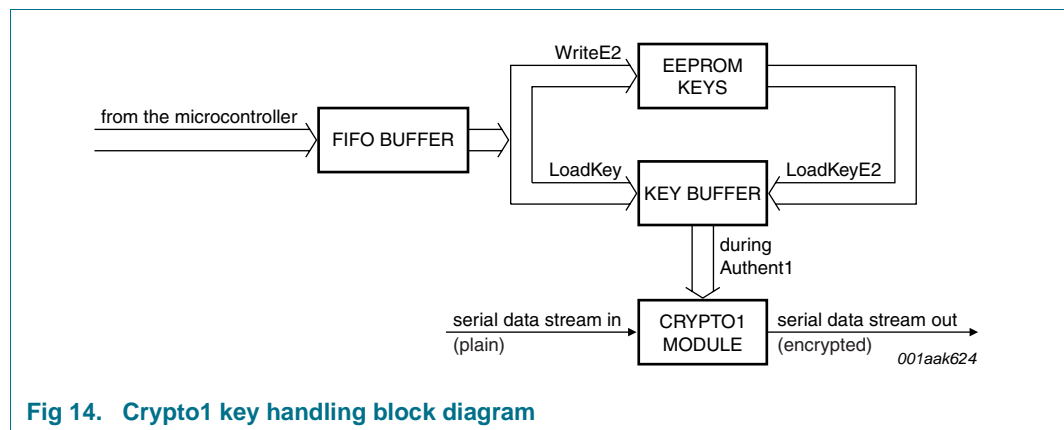 WriteE2
EEPROM
KEYS
from the microcontroller
FIFO BUFFER
LoadKey
KEY BUFFER
LoadKeyE2
during
Authent1
serial data stream in
(plain)
CRYPTO1
MODULE
serial data stream out
(encrypted)
001aak624
Fig 14. Crypto1 key handling block diagram